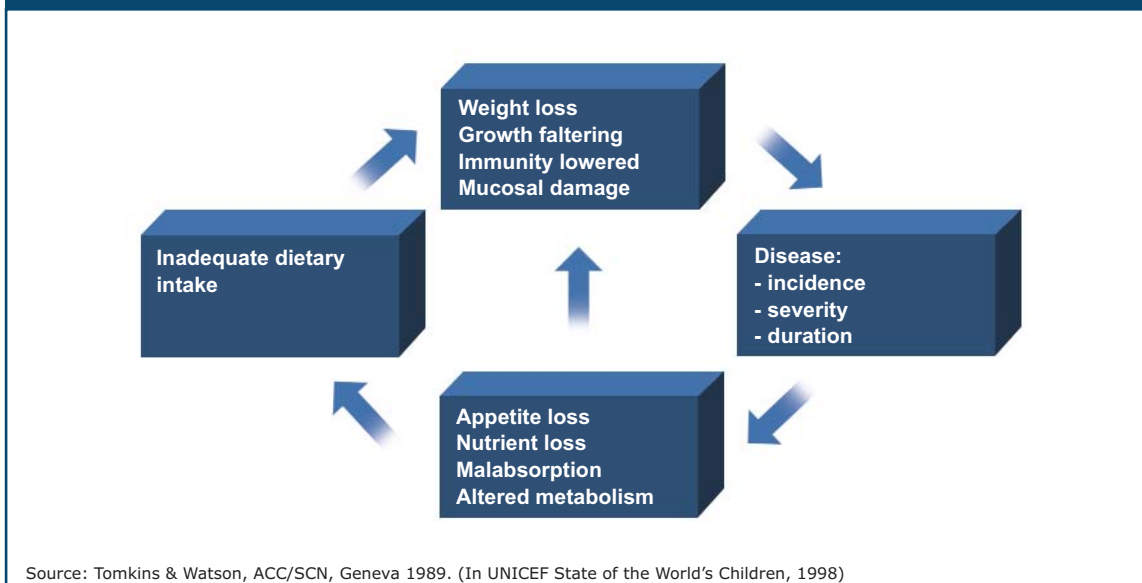 Weight loss
Growth faltering
Immunity lowered
Mucosal damage
Inadequate dietary
intake
Disease:
- incidence
- severity
- duration
Appetite loss
Nutrient loss
Malabsorption
Altered metabolism
Source: Tomkins & Watson, ACC/SCN, Geneva 1989. (In UNICEF State of the World's Children, 1998)